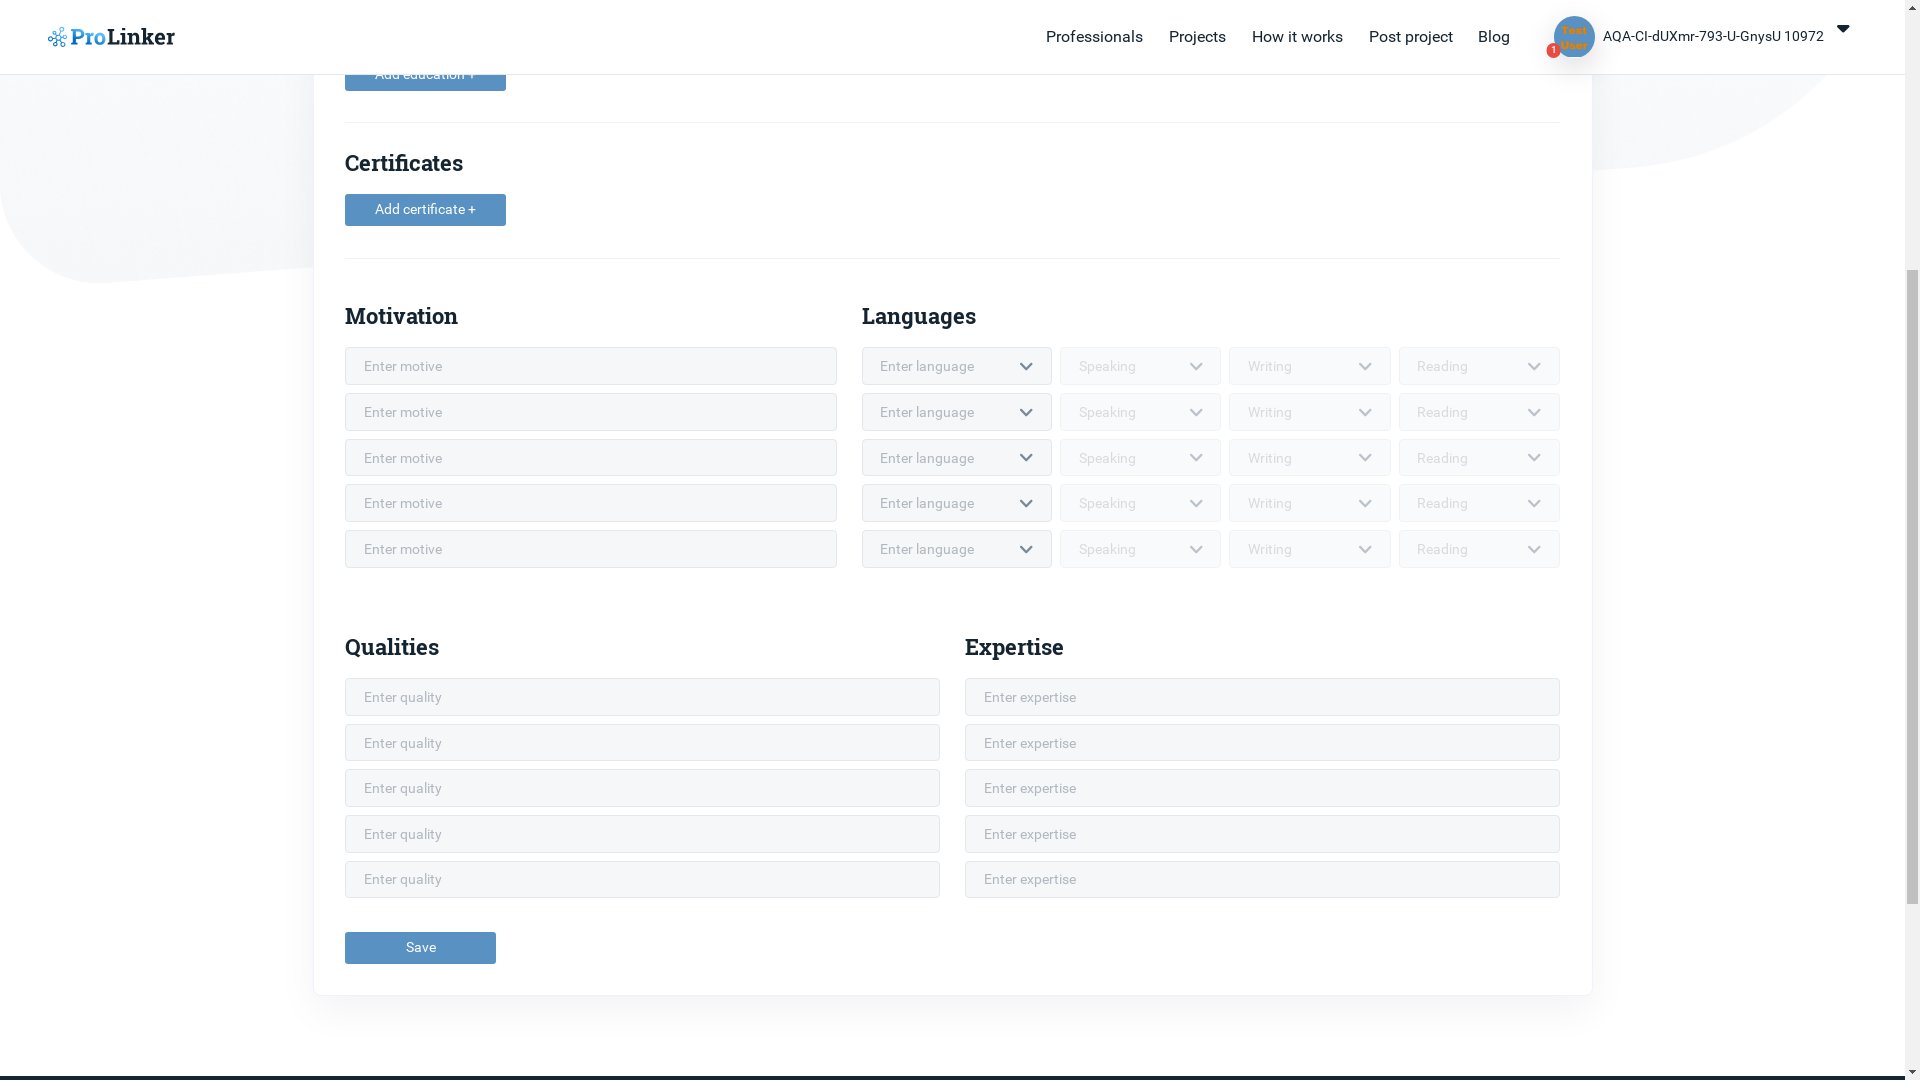 ProLinker
Professionals
Projects
How it works
Post project
Blog
Test
User
1
AQA-CI-dUXmr-793-U-GnysU 10972
Add education +
Certificates
Add certificate +
Motivation
Enter motive
Enter motive
Enter motive
Enter motive
Enter motive
Languages
Enter language Speaking Writing Reading
Enter language Speaking Writing Reading
Enter language Speaking Writing Reading
Enter language Speaking Writing Reading
Enter language Speaking Writing Reading
Qualities
Enter quality
Enter quality
Enter quality
Enter quality
Enter quality
Expertise
Enter expertise
Enter expertise
Enter expertise
Enter expertise
Enter expertise
Save